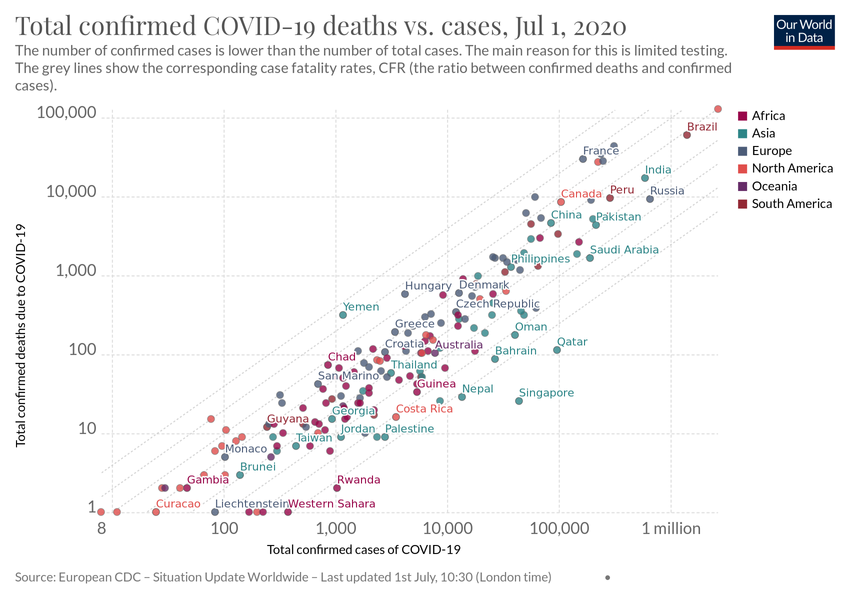 Total confirmed COVID-19 deaths vs. cases, Jul 1, 2020
Our World
in Data
The number of confirmed cases is lower than the number of total cases. The main reason for this is limited testing.
The grey lines show the corresponding case fatality rates, CFR (the ratio between confirmed deaths and confirmed
cases).
100,000
10,000
1,000
100
10
1
Total confirmed deaths due to COVID-19
Brazil
France
India
Russia
Canada
Peru
China
Pakistan
Saudi Arabia
Philippines
Hungary
Denmark
Yemen
Czech Republic
Greece
Oman
Croatia
Australia
Qatar
Chad
Bahrain
Thailand
San Marino
Guinea
Nepal
Singapore
Georgia
Costa Rica
Guyana
Jordan
Palestine
Taiwan
Monaco
Brunei
Gambia
Rwanda
Curacao
Liechtenstein
Western Sahara
8
100
1,000
10,000
100,000
1 million
Total confirmed cases of COVID-19
Africa
Asia
Europe
North America
Oceania
South America
Source: European CDC – Situation Update Worldwide – Last updated 1st July, 10:30 (London time)